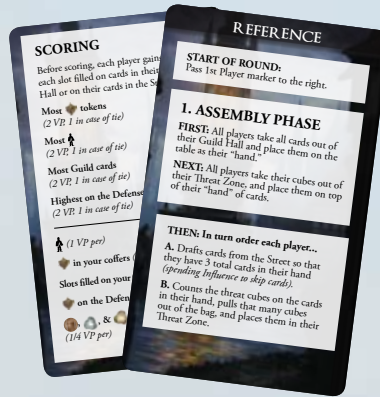 SCORING
Before scoring, each player gain
each slot filled on cards in their
Hall or on their cards in the
Most tokens
(2 VP, 1 in case of tie)
Most
(2 VP, 1 in case of tie)
Most Guild cards
(2 VP, 1 in case of tie)
Highest on the Defense
(2 VP, 1 in case of tie)
(1 VP per)
in your coffers (
Slots filled on your
on the Defen
, , &
(1/4 VP per)
REFERENCE
START OF ROUND:
Pass 1st Player marker to the right.
1. ASSEMBLY PHASE
FIRST: All players take all cards out of
their Guild Hall and place them on the
table as their “hand.”
NEXT: All players take their cubes out of
their Threat Zone, and place them on top
of their “hand” of cards.
THEN: In turn order each player...
A. Drafts cards from the Street so that
they have 3 total cards in their hand
(spending Influence to skip cards).
B. Counts the threat cubes on the cards
in their hand, pulls that many cubes
out of the bag, and places them in their
Threat Zone.